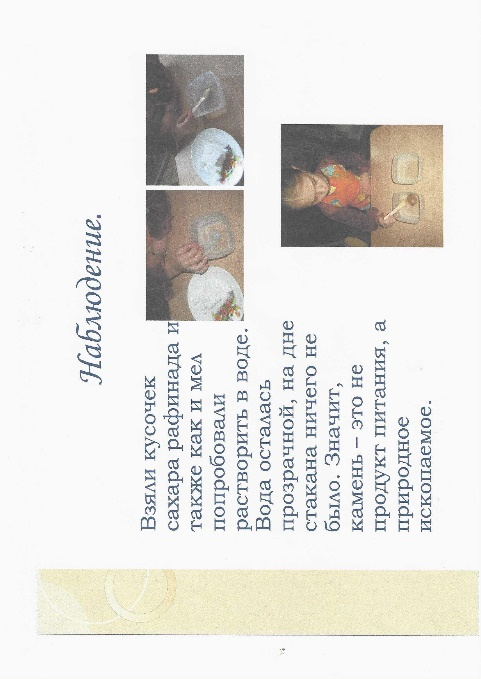 Наблюдение.
Взяли кусочек
сахара рафинада и
также как и мел
попробовали
растворить в воде.
Вода осталась
прозрачной, на дне
стакана ничего не
было. Значит,
камень – это не
продукт питания, а
природное
ископаемое.